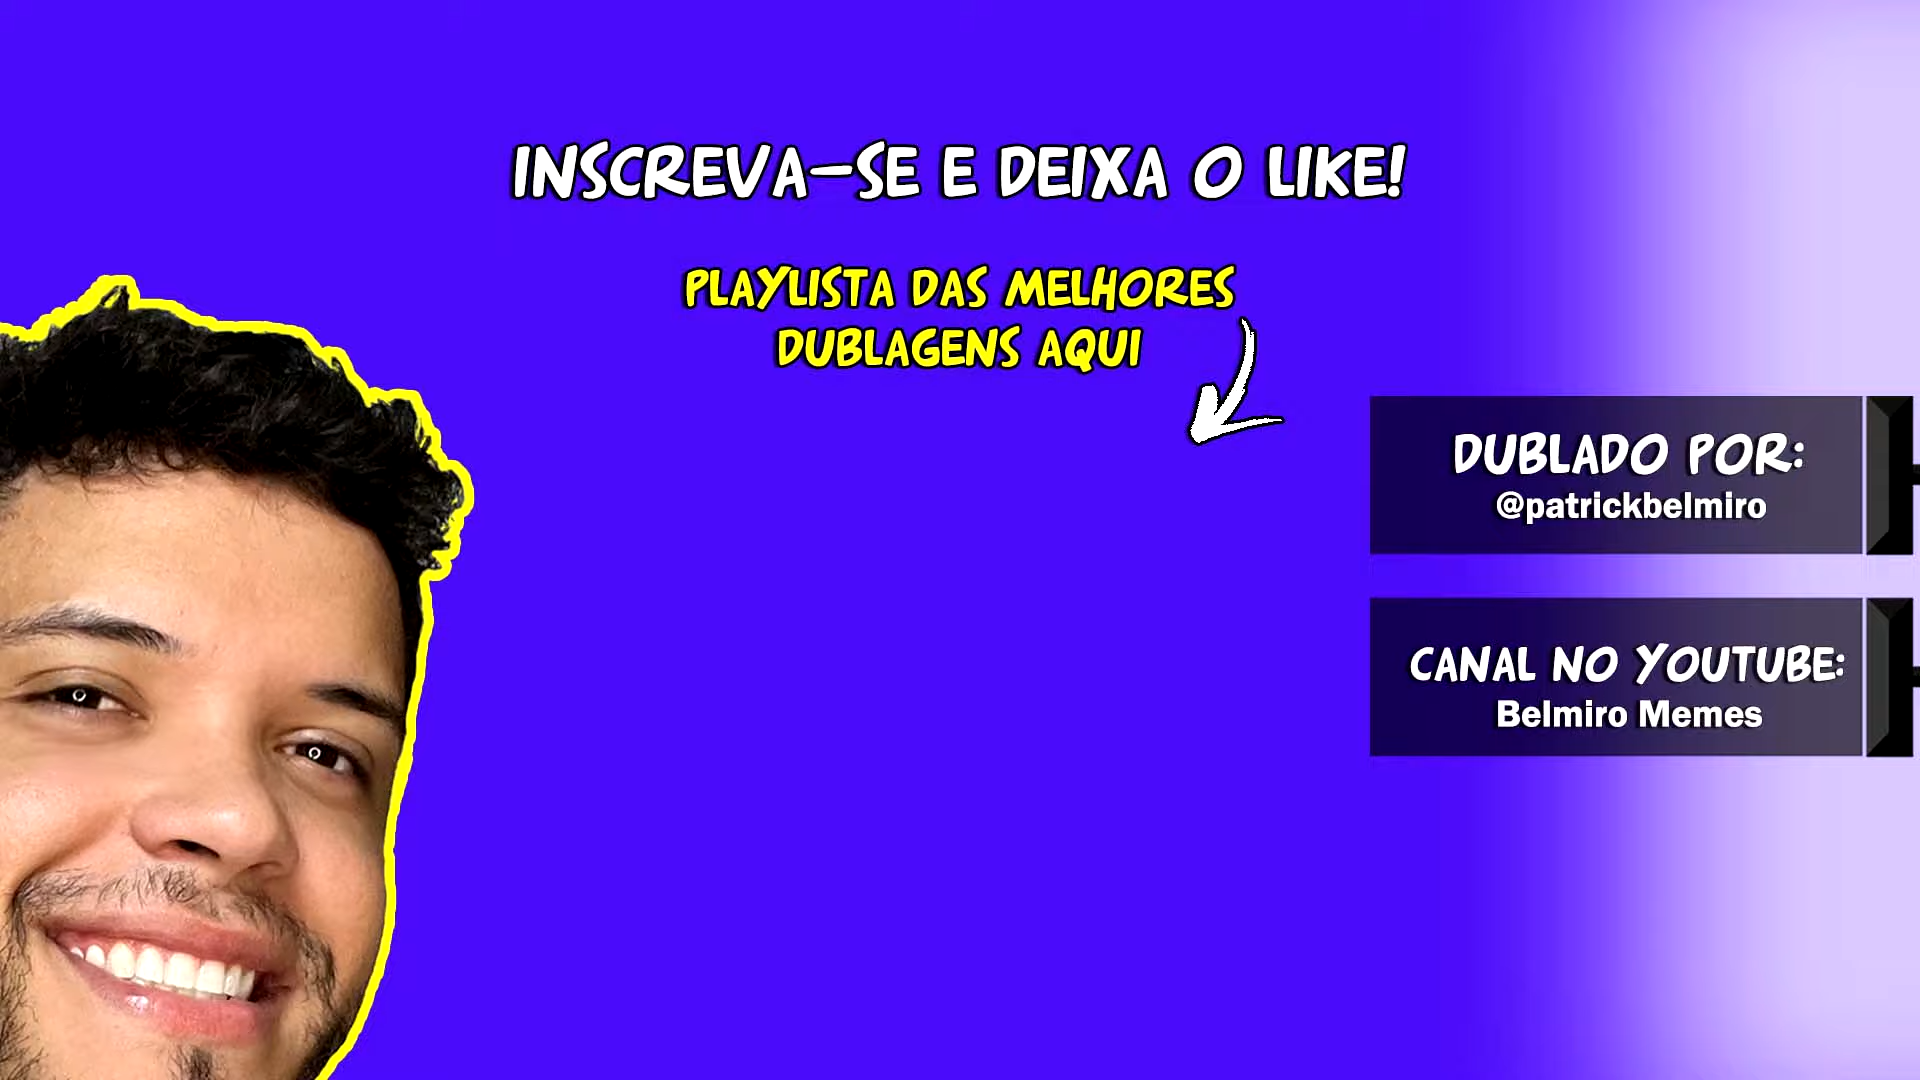 INSCREVA-SE E DEIXA O LIKE!
PLAYLISTA DAS MELHORES
DUBLAGENS AQUI
DUBLADO POR:
@patrickbelmiro
CANAL NO YOUTUBE:
Belmiro Memes